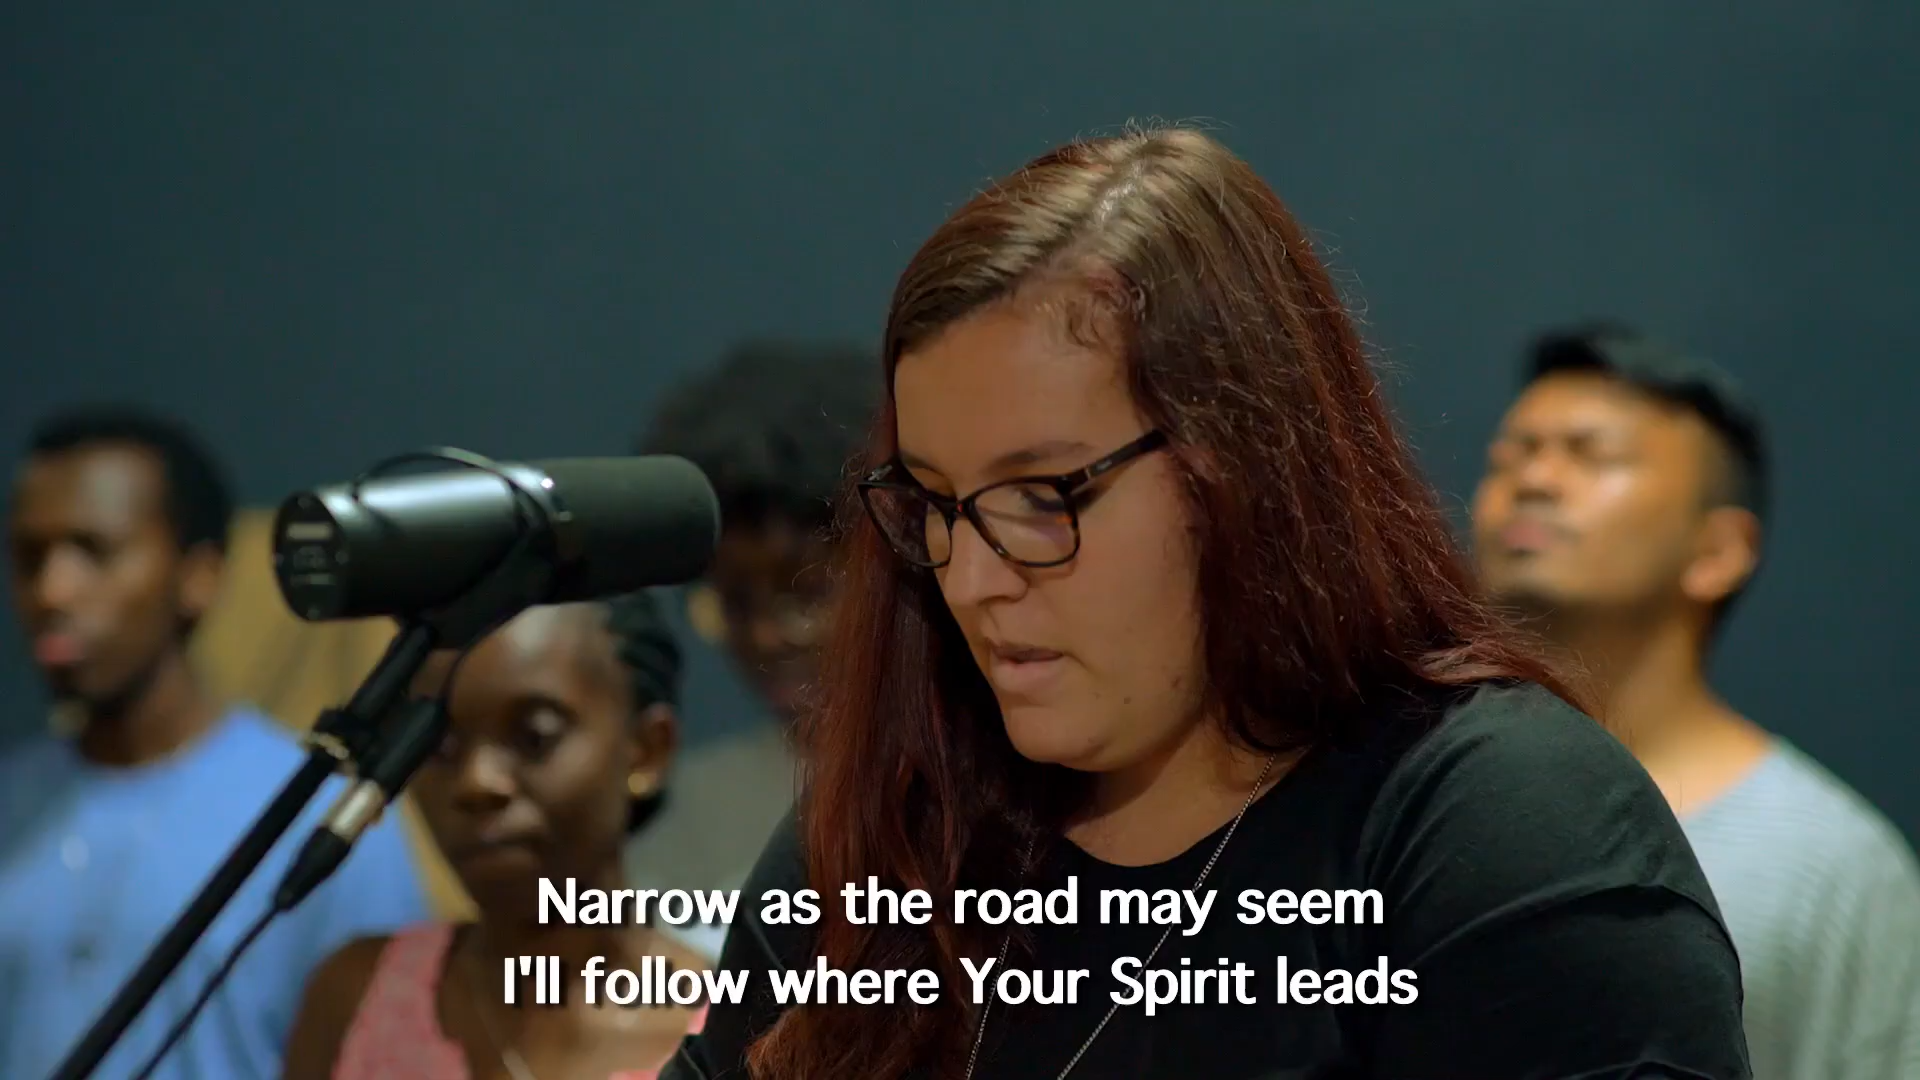 Narrow as the road may seem
I'll follow where Your Spirit leads